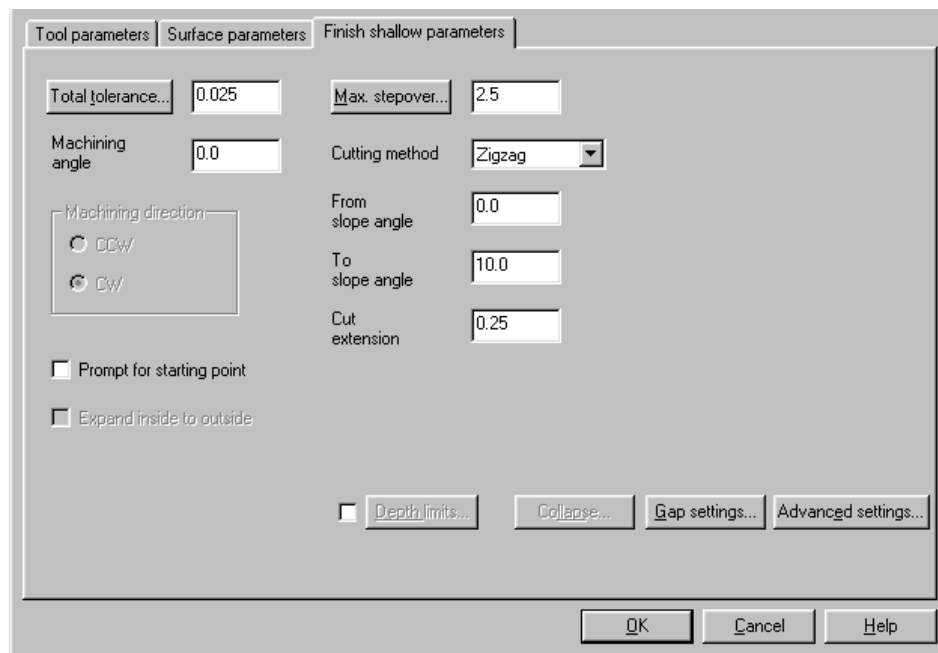 Tool parameters Surface parameters Finish shallow parameters
Total tolerance... 0.025 Max. stepover... 2.5
Machining angle 0.0 Cutting method Zigzag
Machining direction
CCW
CW
From slope angle 0.0
To slope angle 10.0
Cut extension 0.25
Prompt for starting point
Expand inside to outside
Depth limits... Collapse... Gap settings... Advanced settings...
OK Cancel Help